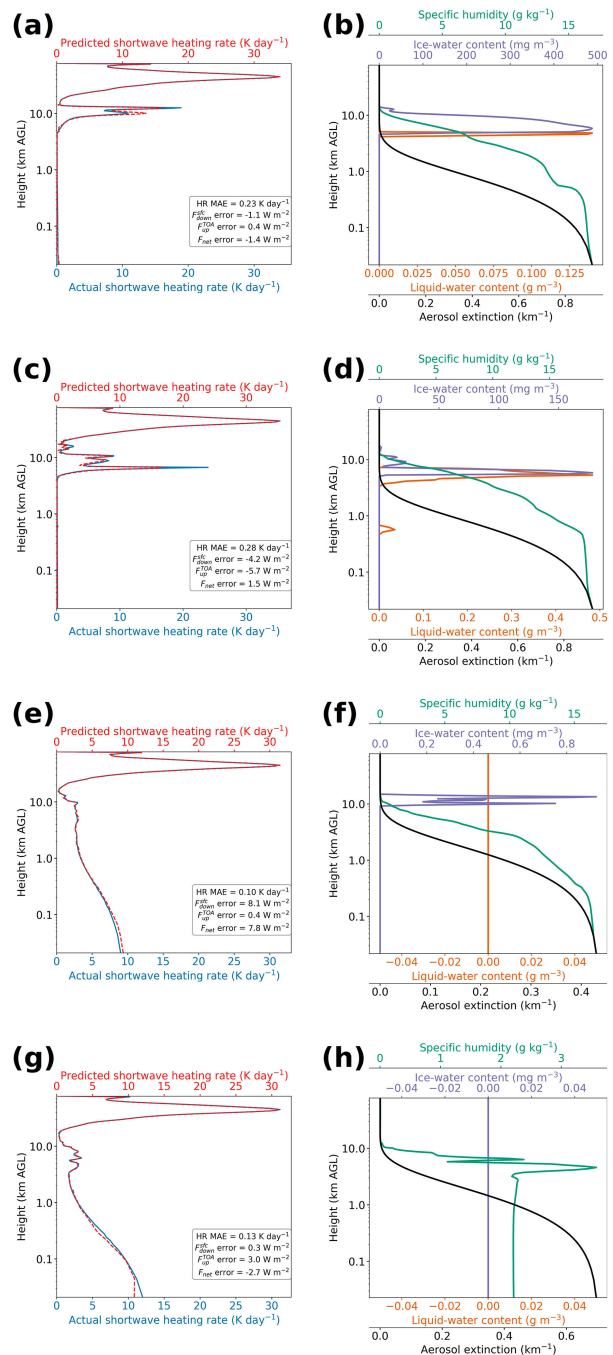 (a)
Predicted shortwave heating rate (K day⁻¹)
0 10 20 30
Height (km AGL)
10.0
1.0
0.1
HR MAE = 0.23 K day⁻¹
F_down^sfc error = -1.1 W m⁻²
F_up^TOA error = 0.4 W m⁻²
F_net error = -1.4 W m⁻²
0 10 20 30
Actual shortwave heating rate (K day⁻¹)
(b)
Specific humidity (g kg⁻¹)
0 5 10 15
Ice-water content (mg m⁻³)
0 100 200 300 400 500
Height (km AGL)
10.0
1.0
0.1
0.000 0.025 0.050 0.075 0.100 0.125
Liquid-water content (g m⁻³)
0.0 0.2 0.4 0.6 0.8
Aerosol extinction (km⁻¹)
(c)
Predicted shortwave heating rate (K day⁻¹)
0 10 20 30
Height (km AGL)
10.0
1.0
0.1
HR MAE = 0.28 K day⁻¹
F_down^sfc error = -4.2 W m⁻²
F_up^TOA error = -5.7 W m⁻²
F_net error = 1.5 W m⁻²
0 10 20 30
Actual shortwave heating rate (K day⁻¹)
(d)
Specific humidity (g kg⁻¹)
0 5 10 15
Ice-water content (mg m⁻³)
0 50 100 150
Height (km AGL)
10.0
1.0
0.1
0.0 0.1 0.2 0.3 0.4 0.5
Liquid-water content (g m⁻³)
0.0 0.2 0.4 0.6 0.8
Aerosol extinction (km⁻¹)
(e)
Predicted shortwave heating rate (K day⁻¹)
0 5 10 15 20 25 30
Height (km AGL)
10.0
1.0
0.1
HR MAE = 0.10 K day⁻¹
F_down^sfc error = 8.1 W m⁻²
F_up^TOA error = 0.4 W m⁻²
F_net error = 7.8 W m⁻²
0 5 10 15 20 25 30
Actual shortwave heating rate (K day⁻¹)
(f)
Specific humidity (g kg⁻¹)
0 5 10 15
Ice-water content (mg m⁻³)
0.0 0.2 0.4 0.6 0.8
Height (km AGL)
10.0
1.0
0.1
−0.04 −0.02 0.00 0.02 0.04
Liquid-water content (g m⁻³)
0.0 0.1 0.2 0.3 0.4
Aerosol extinction (km⁻¹)
(g)
Predicted shortwave heating rate (K day⁻¹)
0 5 10 15 20 25 30
Height (km AGL)
10.0
1.0
0.1
HR MAE = 0.13 K day⁻¹
F_down^sfc error = 0.3 W m⁻²
F_up^TOA error = 3.0 W m⁻²
F_net error = -2.7 W m⁻²
0 5 10 15 20 25 30
Actual shortwave heating rate (K day⁻¹)
(h)
Specific humidity (g kg⁻¹)
0 1 2 3
Ice-water content (mg m⁻³)
−0.04 −0.02 0.00 0.02 0.04
Height (km AGL)
10.0
1.0
0.1
−0.04 −0.02 0.00 0.02 0.04
Liquid-water content (g m⁻³)
0.0 0.2 0.4 0.6
Aerosol extinction (km⁻¹)